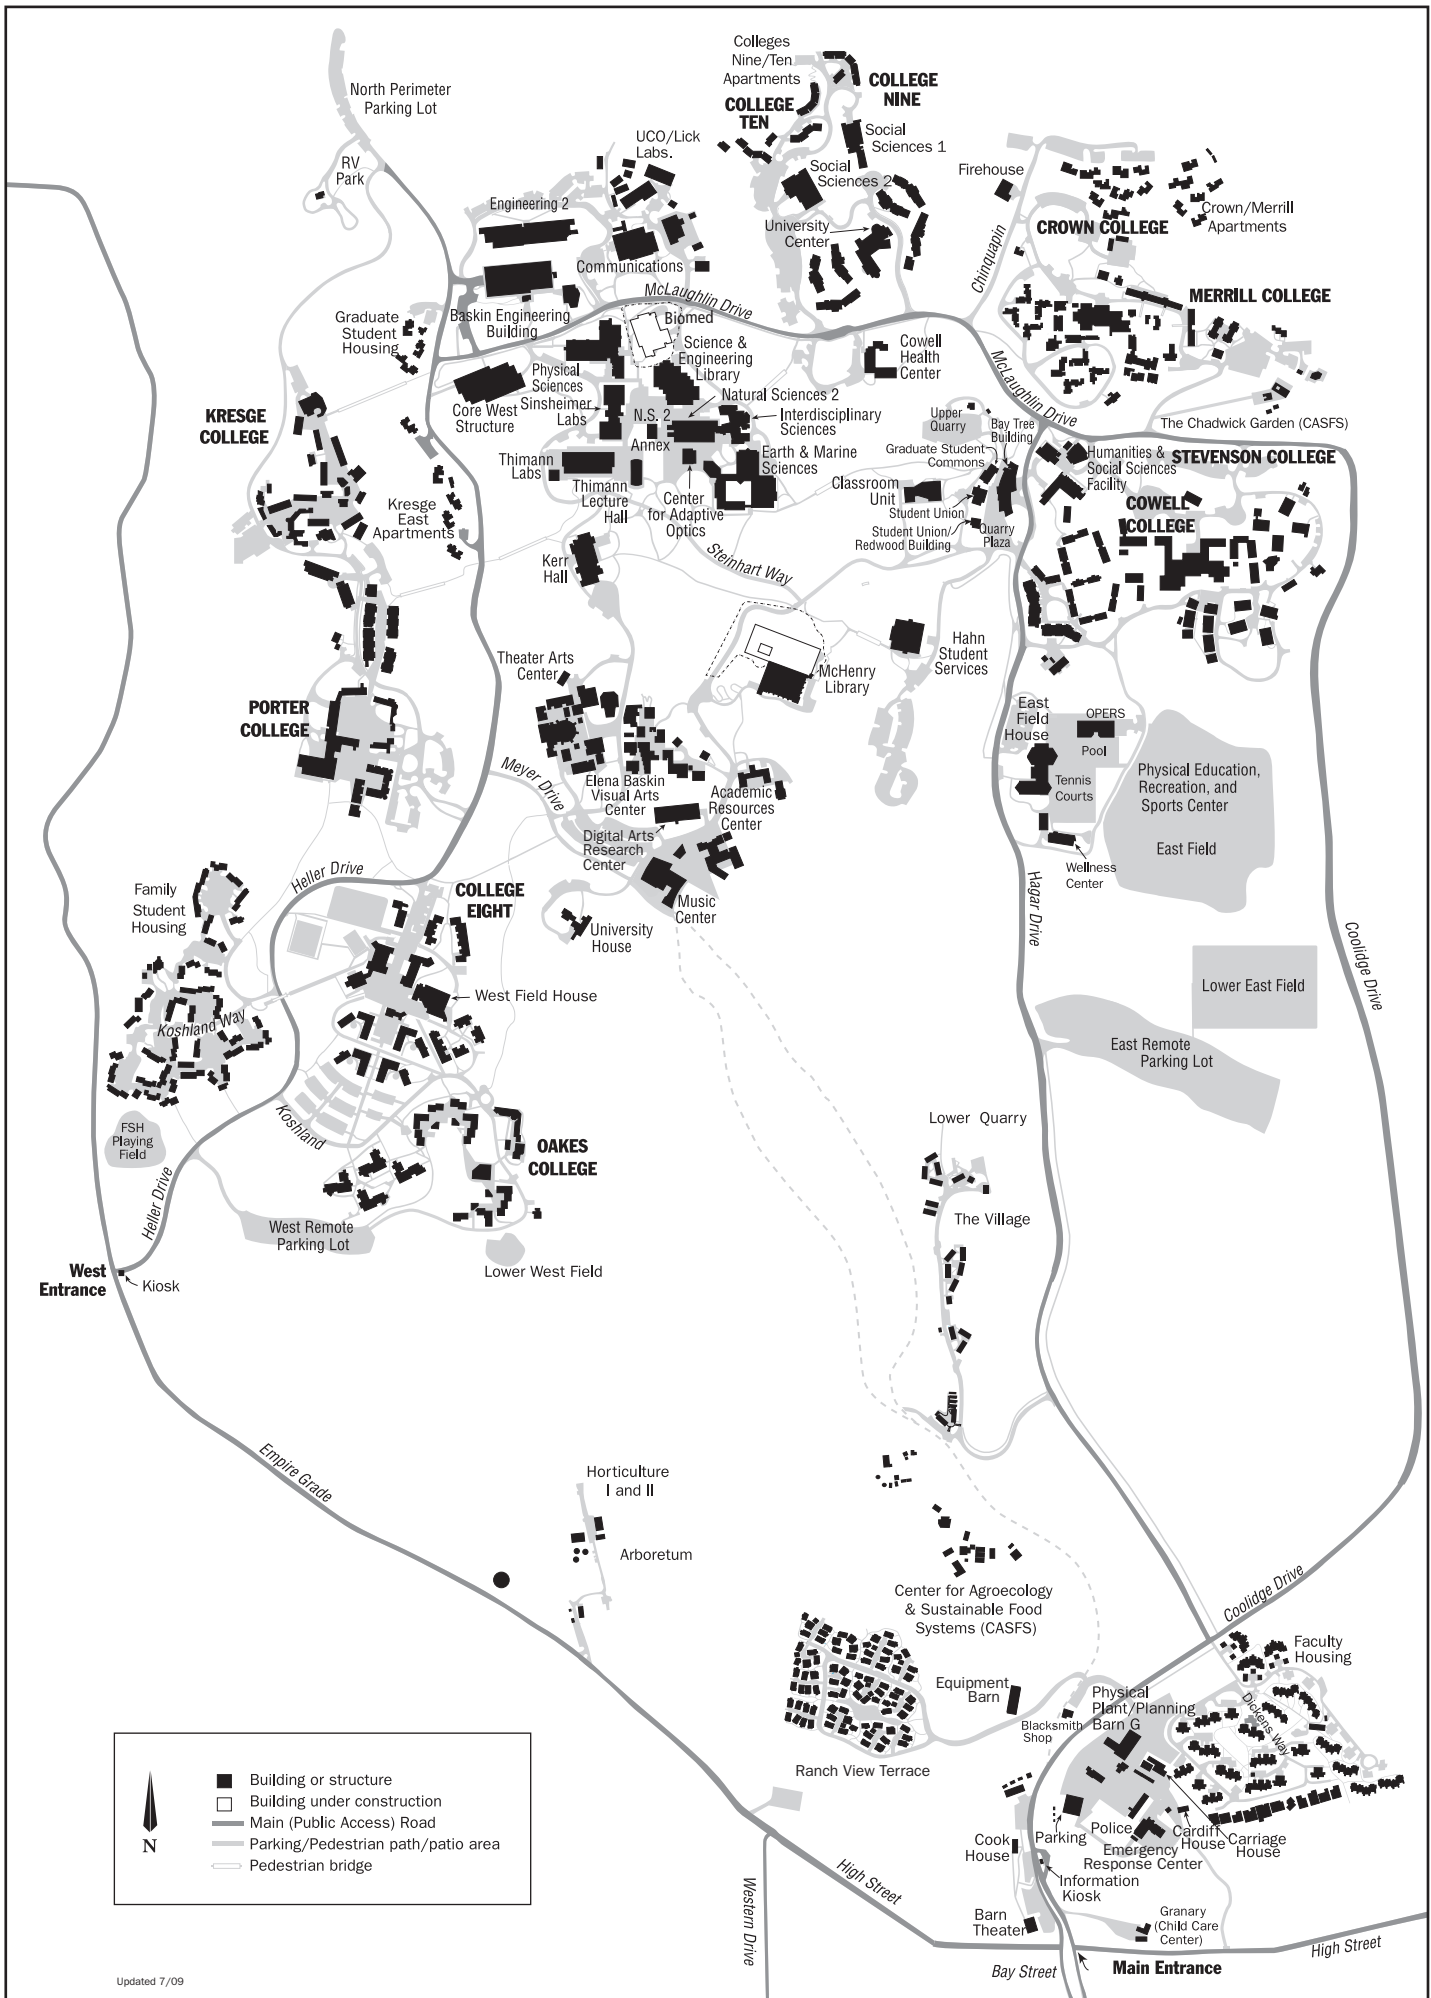 Colleges
Nine/Ten
Apartments
COLLEGE
NINE
COLLEGE
TEN
North Perimeter
Parking Lot
UCO/Lick
Labs.
Social
Sciences 1
RV
Park
Social
Sciences 2
Firehouse
Engineering 2
University
Center
Crown/Merrill
Apartments
CROWN COLLEGE
Chinquapin
Communications
McLaughlin Drive
MERRILL COLLEGE
Graduate
Student
Housing
Baskin Engineering
Building
Biomed
Science &
Engineering
Library
Cowell
Health
Center
McLaughlin Drive
Physical
Sciences
Sinsheimer
Labs
Natural Sciences 2
Core West
Structure
N.S. 2
Annex
Interdisciplinary
Sciences
Upper
Quarry
Bay Tree
Building
The Chadwick Garden (CASFS)
KRESGE
COLLEGE
Graduate Student
Commons
Humanities &
Social Sciences
Facility
STEVENSON COLLEGE
Thimann
Labs
Earth & Marine
Sciences
Classroom
Unit
Thimann
Lecture
Hall
Center
for Adaptive
Optics
Student Union
COWELL
COLLEGE
Kresge
East
Apartments
Student Union/
Redwood Building
Quarry
Plaza
Kerr
Hall
Steinhart Way
Hahn
Student
Services
Theater Arts
Center
McHenry
Library
PORTER
COLLEGE
East
Field
House
OPERS
Pool
Meyer Drive
Elena Baskin
Visual Arts
Center
Academic
Resources
Center
Tennis
Courts
Physical Education,
Recreation, and
Sports Center
Digital Arts
Research
Center
East Field
Wellness
Center
Heller Drive
Family
Student
Housing
COLLEGE
EIGHT
Music
Center
Hagar Drive
University
House
Coolidge Drive
West Field House
Lower East Field
Koshland Way
East Remote
Parking Lot
Koshland
FSH
Playing
Field
Lower Quarry
OAKES
COLLEGE
Heller Drive
West Remote
Parking Lot
The Village
West
Entrance
Kiosk
Lower West Field
Empire Grade
Horticulture
I and II
Arboretum
Center for Agroecology
& Sustainable Food
Systems (CASFS)
Coolidge Drive
Faculty
Housing
Equipment
Barn
Physical
Plant/Planning
Barn G
Dickens Way
Blacksmith
Shop
Ranch View Terrace
Cook
House
Parking
Police
Cardiff
House
Carriage
House
Emergency
Response Center
Information
Kiosk
High Street
Western Drive
Barn
Theater
Granary
(Child Care
Center)
Bay Street
Main Entrance
High Street
Building or structure
Building under construction
Main (Public Access) Road
Parking/Pedestrian path/patio area
Pedestrian bridge
N
Updated 7/09